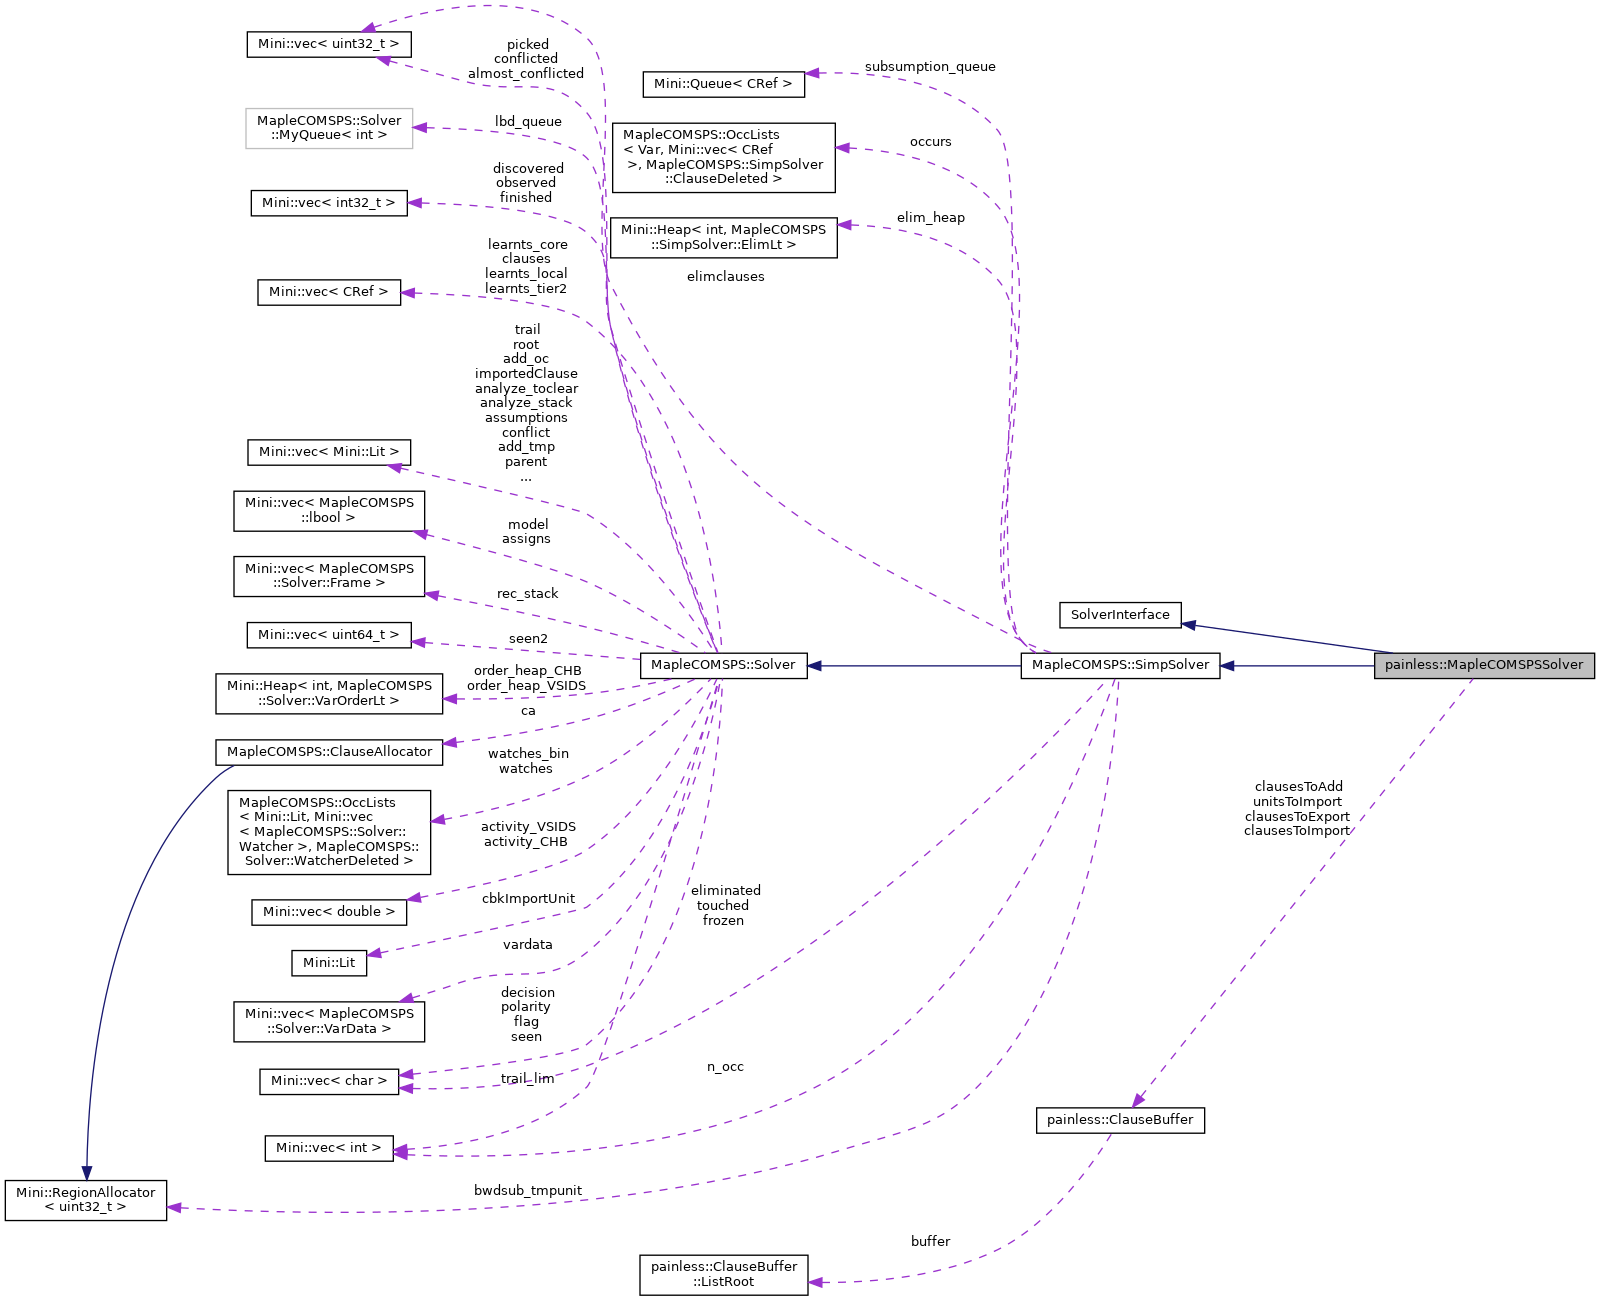 Mini::vec< uint32_t >
picked
conflicted
almost_conflicted
MapleCOMSPS::Solver
::MyQueue< int >
lbd_queue
Mini::vec< int32_t >
discovered
observed
finished
Mini::vec< CRef >
learnts_core
clauses
learnts_local
learnts_tier2
Mini::vec< Mini::Lit >
trail
root
add_oc
importedClause
analyze_toclear
analyze_stack
assumptions
conflict
add_tmp
parent
...
Mini::vec< MapleCOMSPS
::lbool >
model
assigns
Mini::vec< MapleCOMSPS
::Solver::Frame >
rec_stack
Mini::vec< uint64_t >
seen2
Mini::Heap< int, MapleCOMSPS
::Solver::VarOrderLt >
order_heap_CHB
order_heap_VSIDS
MapleCOMSPS::ClauseAllocator
ca
MapleCOMSPS::OccLists
< Mini::Lit, Mini::vec
< MapleCOMSPS::Solver::
Watcher >, MapleCOMSPS::
Solver::WatcherDeleted >
watches_bin
watches
Mini::vec< double >
activity_VSIDS
activity_CHB
Mini::Lit
cbkImportUnit
Mini::vec< MapleCOMSPS
::Solver::VarData >
vardata
Mini::vec< char >
decision
polarity
flag
seen
Mini::vec< int >
trail_lim
Mini::RegionAllocator
< uint32_t >
bwdsub_tmpunit
Mini::Queue< CRef >
subsumption_queue
MapleCOMSPS::OccLists
< Var, Mini::vec< CRef
>, MapleCOMSPS::SimpSolver
::ClauseDeleted >
occurs
Mini::Heap< int, MapleCOMSPS
::SimpSolver::ElimLt >
elim_heap
elimclauses
MapleCOMSPS::Solver
eliminated
touched
frozen
n_occ
SolverInterface
MapleCOMSPS::SimpSolver
painless::MapleCOMSPSSolver
clausesToAdd
unitsToImport
clausesToExport
clausesToImport
painless::ClauseBuffer
buffer
painless::ClauseBuffer
::ListRoot